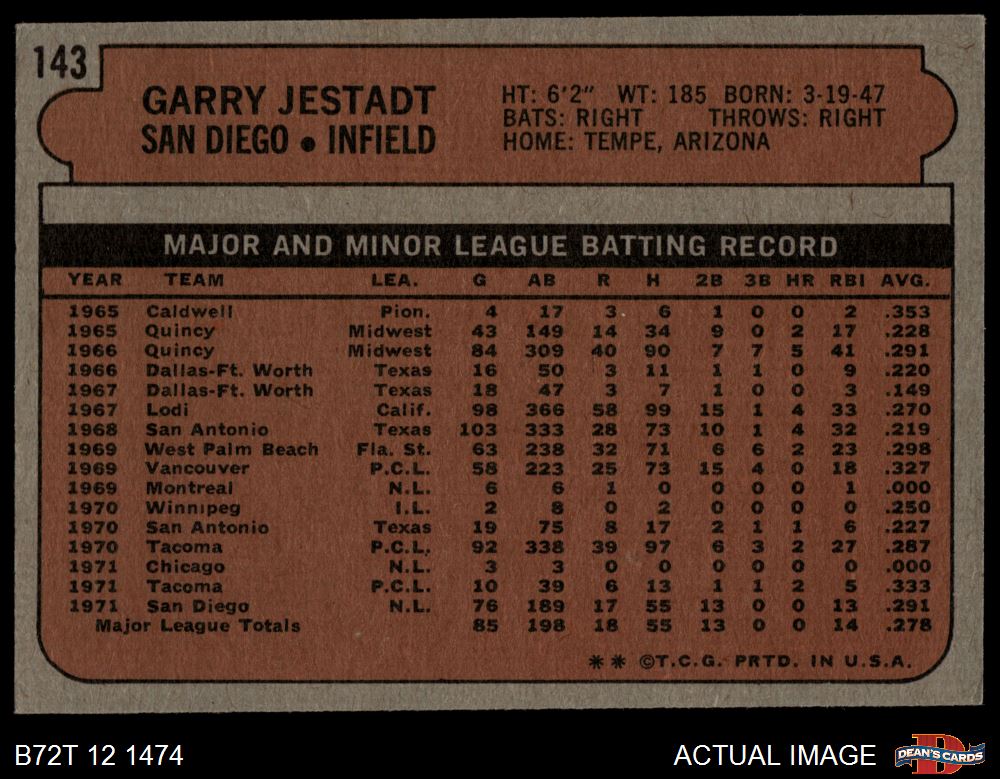 143
GARRY JESTADT
SAN DIEGO • INFIELD
HT: 6'2" WT: 185 BORN: 3-19-47
BATS: RIGHT THROWS: RIGHT
HOME: TEMPE, ARIZONA
MAJOR AND MINOR LEAGUE BATTING RECORD
YEAR TEAM LEA. G AB R H 2B 3B HR RBI AVG.
1965 Caldwell Pion. 4 17 3 6 1 0 0 2 .353
1965 Quincy Midwest 43 149 14 34 9 0 2 17 .228
1966 Quincy Midwest 84 309 40 90 7 7 5 41 .291
1966 Dallas-Ft. Worth Texas 16 50 3 11 1 1 0 9 .220
1967 Dallas-Ft. Worth Texas 18 47 3 7 1 0 0 3 .149
1967 Lodi Calif. 98 366 58 99 15 1 4 33 .270
1968 San Antonio Texas 103 333 28 73 10 1 4 32 .219
1969 West Palm Beach Fla. St. 63 238 32 71 6 6 2 23 .298
1969 Vancouver P.C.L. 58 223 25 73 15 4 0 18 .327
1969 Montreal N.L. 6 6 1 0 0 0 0 1 .000
1970 Winnipeg I.L. 2 8 0 2 0 0 0 0 .250
1970 San Antonio Texas 19 75 8 17 2 1 1 6 .227
1970 Tacoma P.C.L. 92 338 39 97 6 3 2 27 .287
1971 Chicago N.L. 3 3 0 0 0 0 0 0 .000
1971 Tacoma P.C.L. 10 39 6 13 1 1 2 5 .333
1971 San Diego N.L. 76 189 17 55 13 0 0 13 .291
Major League Totals 85 198 18 55 13 0 0 14 .278
** ©T.C.G. PRTD. IN U.S.A.
B72T 12 1474
ACTUAL IMAGE
D
DEAN'S CARDS